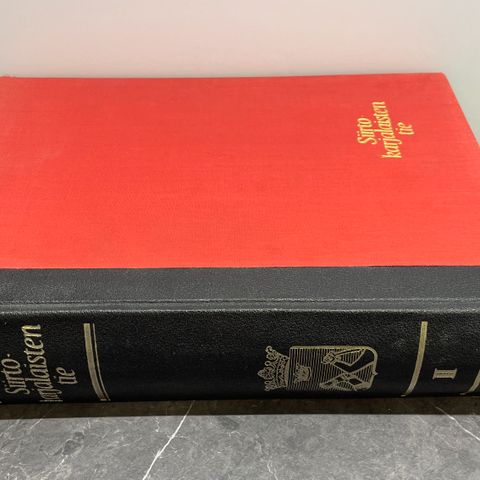 Siirto
karjalaisten
tie
Siirto-
karjalaisten
tie
I